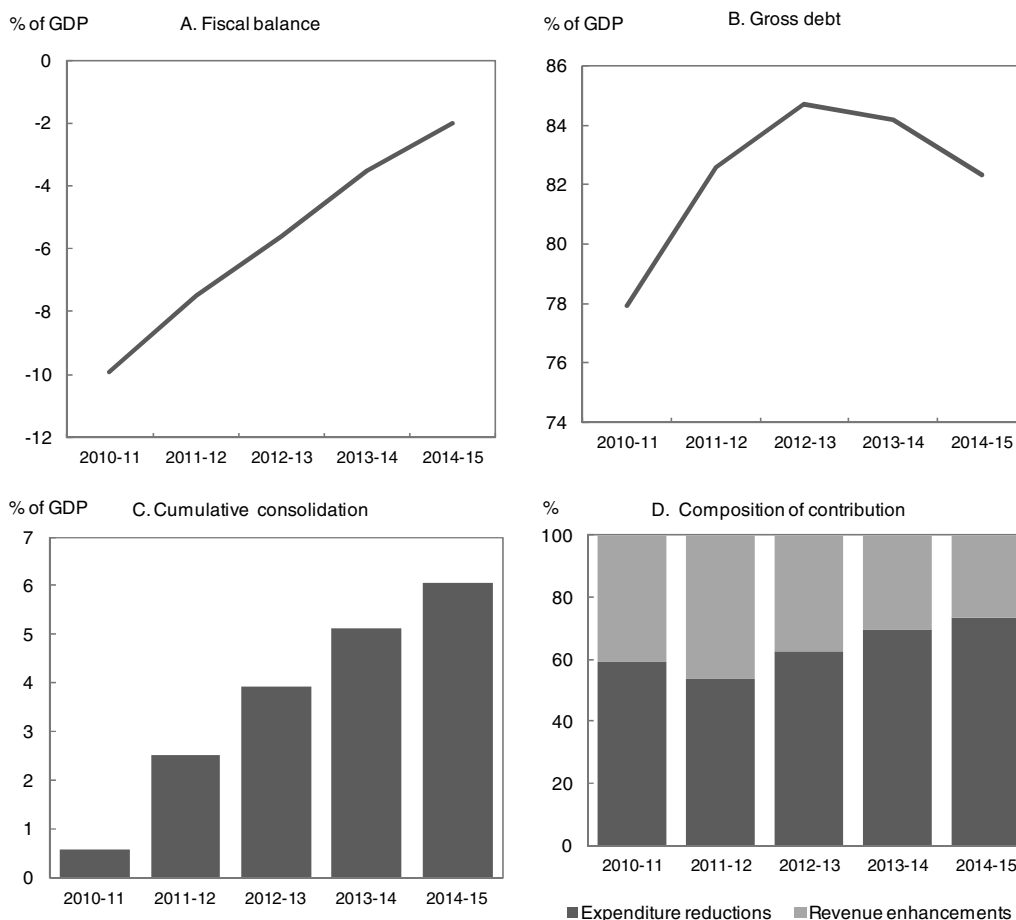 % of GDP
A. Fiscal balance
0
-2
-4
-6
-8
-10
-12
2010-11 2011-12 2012-13 2013-14 2014-15
% of GDP
B. Gross debt
86
84
82
80
78
76
74
2010-11 2011-12 2012-13 2013-14 2014-15
% of GDP
C. Cumulative consolidation
7
6
5
4
3
2
1
0
2010-11 2011-12 2012-13 2013-14 2014-15
%
D. Composition of contribution
100
80
60
40
20
0
2010-11 2011-12 2012-13 2013-14 2014-15
Expenditure reductions Revenue enhancements